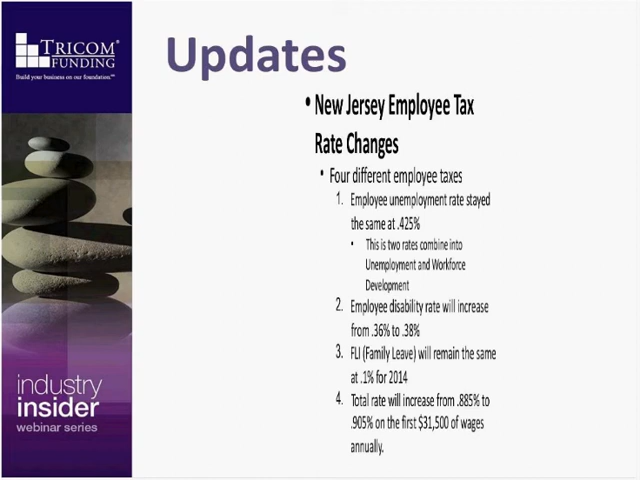 TRICOM®
FUNDING
Build your business on our foundation.℠
Updates
• New Jersey Employee Tax
Rate Changes
• Four different employee taxes
1. Employee unemployment rate stayed
the same at .425%
• This is two rates combine into
Unemployment and Workforce
Development
2. Employee disability rate will increase
from .36% to .38%
3. FLI (Family Leave) will remain the same
at .1% for 2014
4. Total rate will increase from .885% to
.905% on the first $31,500 of wages
annually.
industry
insider
webinar series